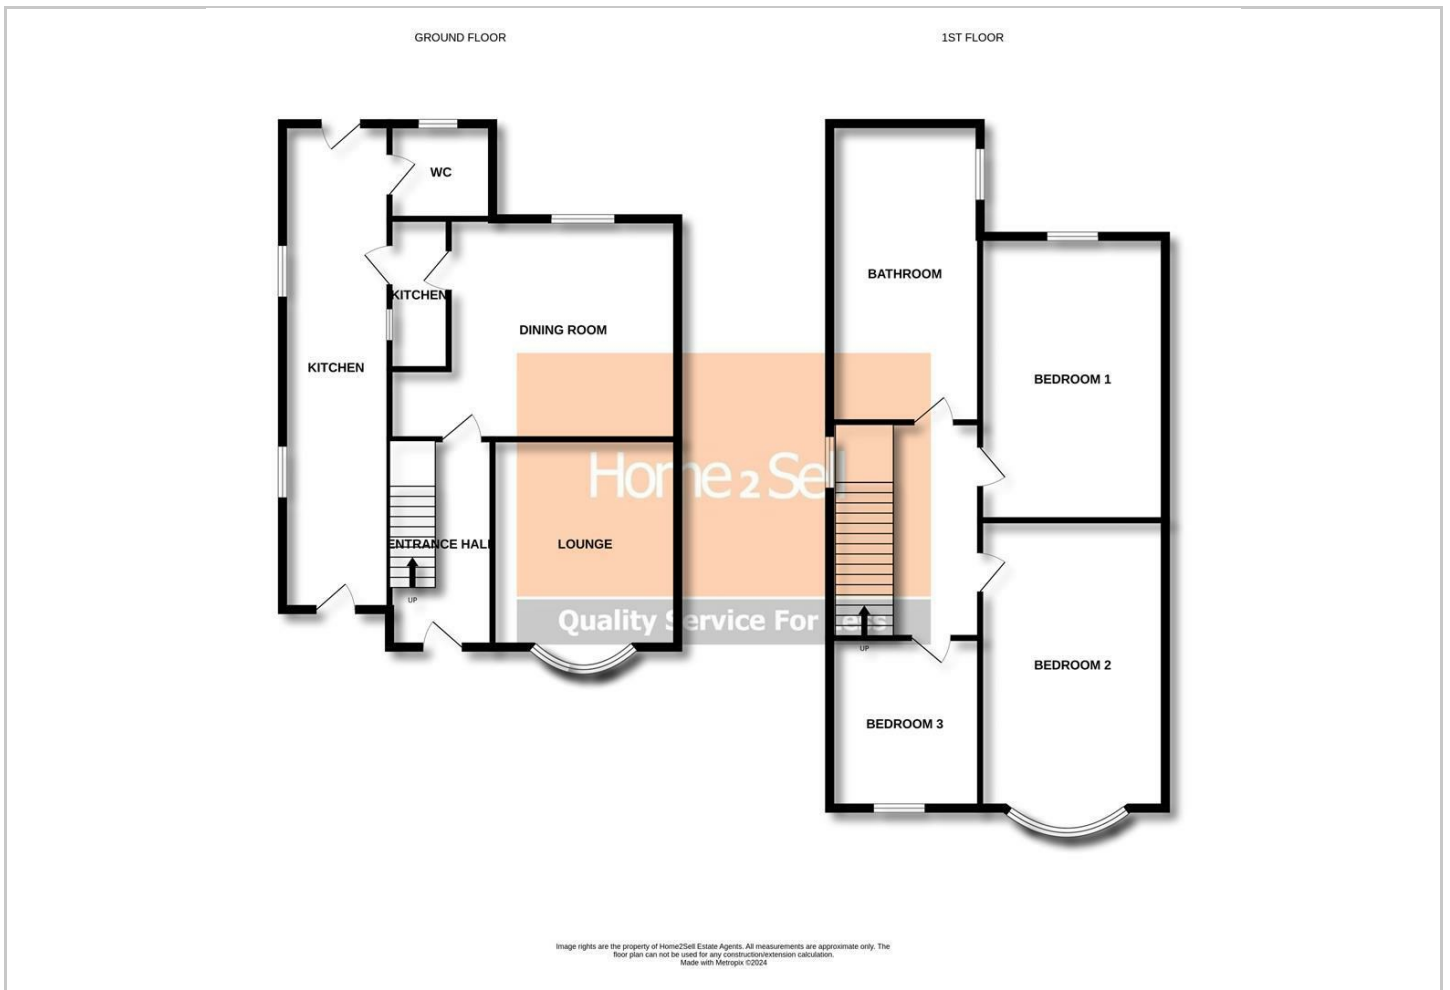 GROUND FLOOR
1ST FLOOR
WC
KITCHEN
DINING ROOM
KITCHEN
ENTRANCE HALL
LOUNGE
UP
BATHROOM
BEDROOM 1
BEDROOM 2
BEDROOM 3
UP
Home2Sell
Quality Service For Less
Image rights are the property of Home2Sell Estate Agents. All measurements are approximate only. The
floor plan can not be used for any construction/extension calculation.
Made with Metropix ©2024